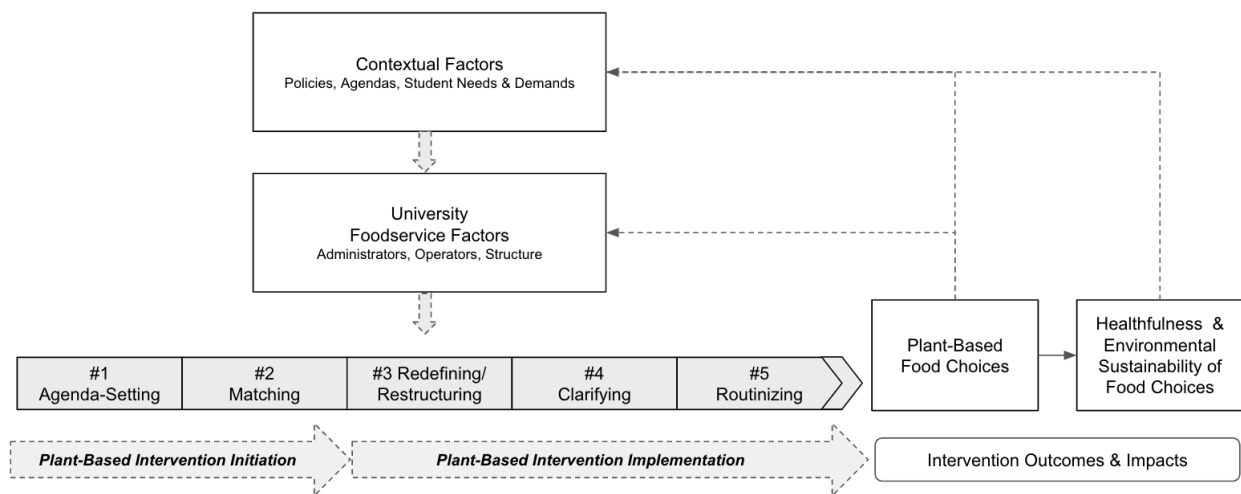 Contextual Factors
Policies, Agendas, Student Needs & Demands
University
Foodservice Factors
Administrators, Operators, Structure
#1
Agenda-Setting
#2
Matching
#3 Redefining/
Restructuring
#4
Clarifying
#5
Routinizing
Plant-Based
Food Choices
Healthfulness &
Environmental
Sustainability of
Food Choices
Plant-Based Intervention Initiation
Plant-Based Intervention Implementation
Intervention Outcomes & Impacts